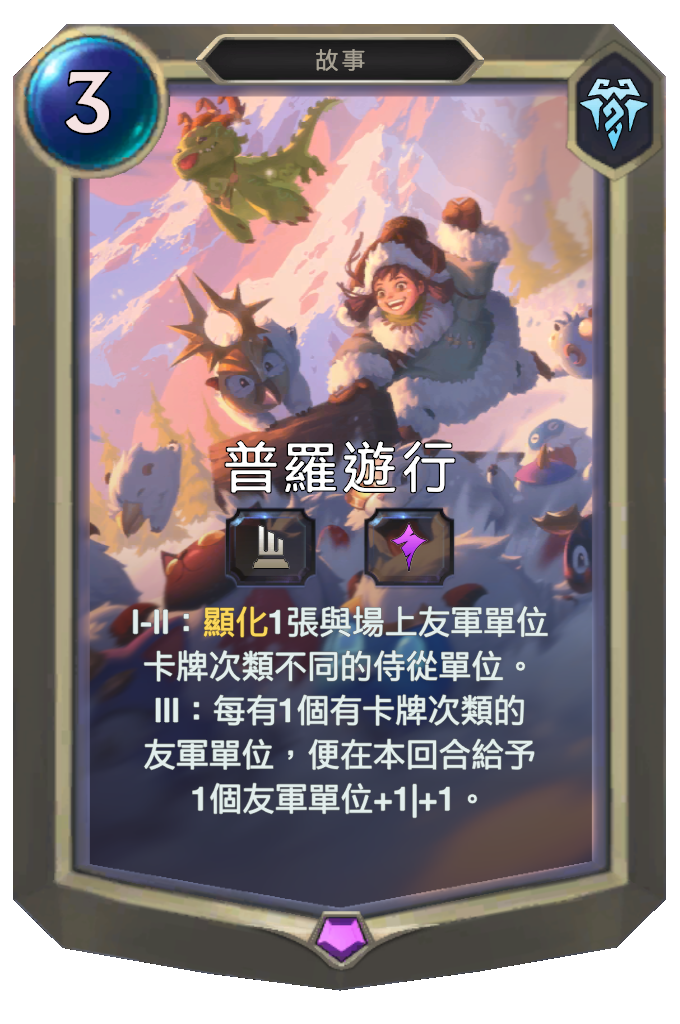 3
故事
普羅遊行
I-II：顯化1張與場上友軍單位
卡牌次類不同的侍從單位。
III：每有1個有卡牌次類的
友軍單位，便在本回合給予
1個友軍單位+1|+1。